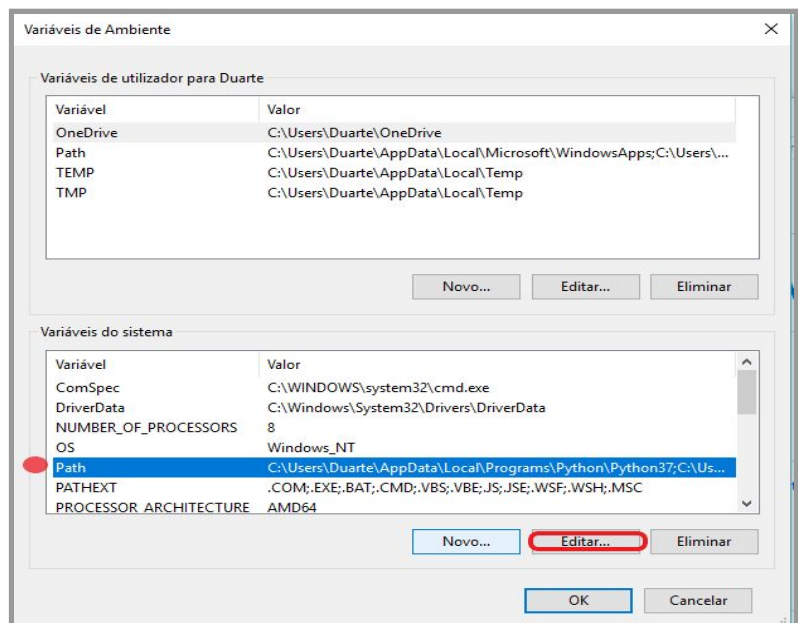 Variáveis de Ambiente
Variáveis de utilizador para Duarte
Variável Valor
OneDrive C:\Users\Duarte\OneDrive
Path C:\Users\Duarte\AppData\Local\Microsoft\WindowsApps;C:\Users\...
TEMP C:\Users\Duarte\AppData\Local\Temp
TMP C:\Users\Duarte\AppData\Local\Temp
Novo... Editar... Eliminar
Variáveis do sistema
Variável Valor
ComSpec C:\WINDOWS\system32\cmd.exe
DriverData C:\Windows\System32\Drivers\DriverData
NUMBER_OF_PROCESSORS 8
OS Windows_NT
Path C:\Users\Duarte\AppData\Local\Programs\Python\Python37;C:\Us...
PATHEXT .COM;.EXE;.BAT;.CMD;.VBS;.VBE;.JS;.JSE;.WSF;.WSH;.MSC
PROCESSOR_ARCHITECTURE AMD64
Novo... Editar... Eliminar
OK Cancelar